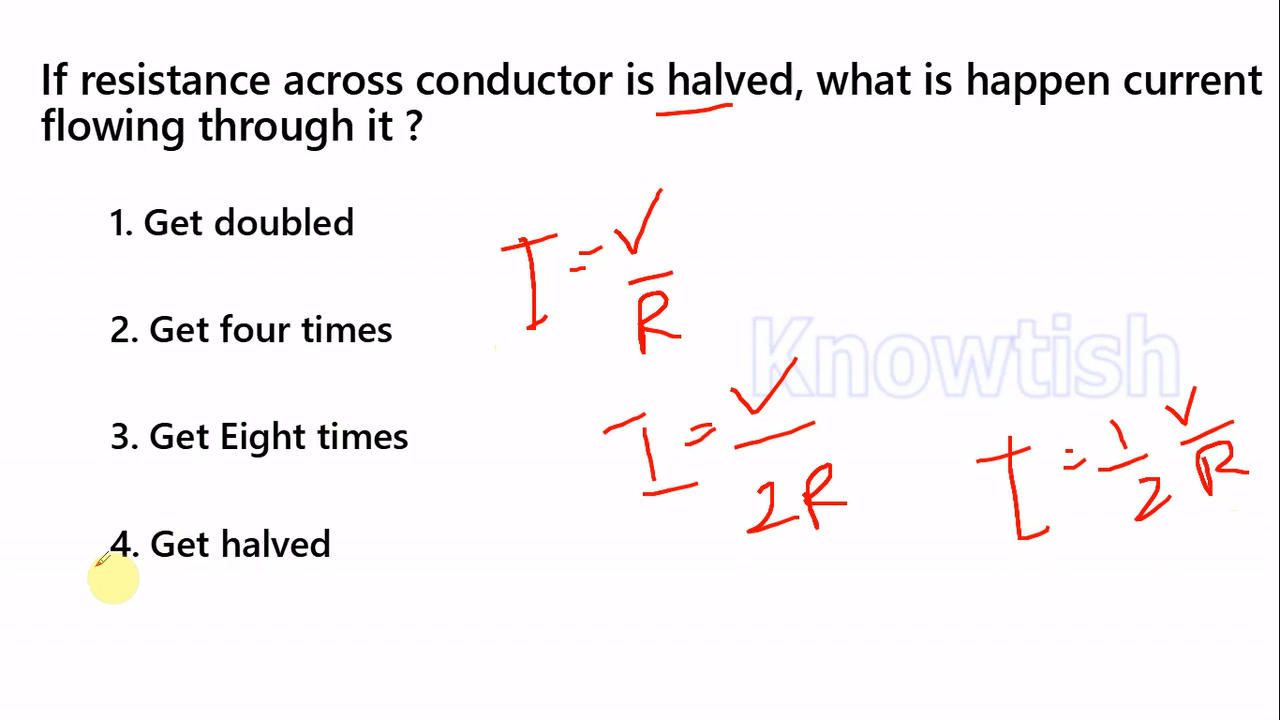 If resistance across conductor is halved, what is happen current
flowing through it ?
1. Get doubled
I = V/R
2. Get four times
Knowtish
3. Get Eight times
I = V/2R
I = 1/2 V/R
4. Get halved